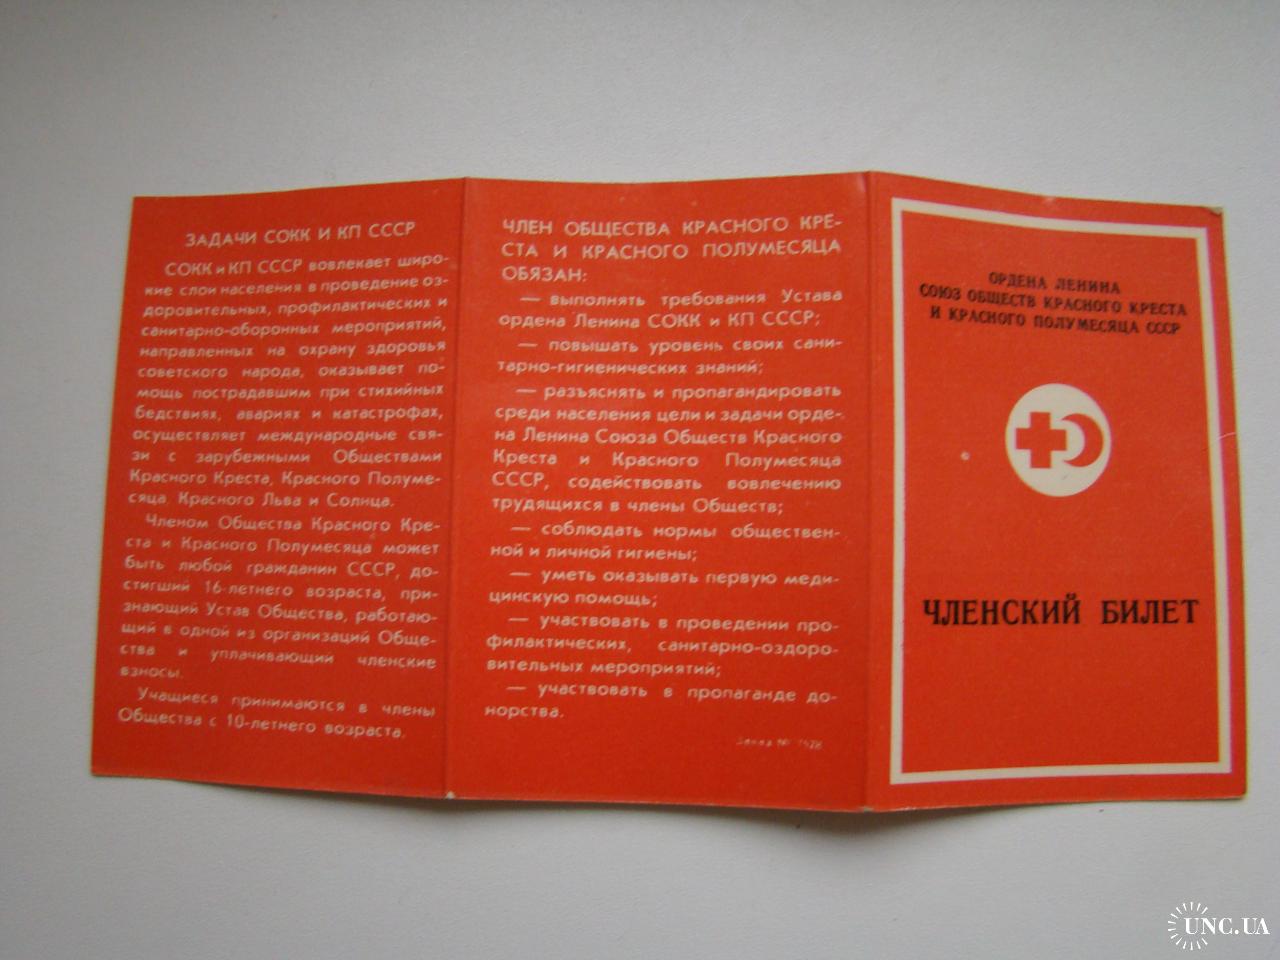 ЗАДАЧИ СОКК И КП СССР
СОКК и КП СССР вовлекает широ-
кие слои населения в проведение оз-
доровительных, профилактических и
санитарно-оборонных мероприятий,
направленных на охрану здоровья
советского народа, оказывает по-
мощь пострадавшим при стихийных
бедствиях, авариях и катастрофах,
осуществляет международные свя-
зи с зарубежными Обществами
Красного Креста, Красного Полуме-
сяца, Красного Льва и Солнца.
Членом Общества Красного Кре-
ста и Красного Полумесяца может
быть любой гражданин СССР, до-
стигший 16-летнего возраста, при-
знающий Устав Общества, работаю-
щий в одной из организаций Обще-
ства и уплачивающий членские
взносы.
Учащиеся принимаются в члены
Общества с 10-летнего возраста.
ЧЛЕН ОБЩЕСТВА КРАСНОГО КРЕ-
СТА И КРАСНОГО ПОЛУМЕСЯЦА
ОБЯЗАН:
— выполнять требования Устава
ордена Ленина СОКК и КП СССР;
— повышать уровень своих сани-
тарно-гигиенических знаний;
— разъяснять и пропагандировать
среди населения цели и задачи орде-
на Ленина Союза Обществ Красного
Креста и Красного Полумесяца
СССР, содействовать вовлечению
трудящихся в члены Обществ;
— соблюдать нормы обществен-
ной и личной гигиены;
— уметь оказывать первую меди-
цинскую помощь;
— участвовать в проведении про-
филактических, санитарно-оздоро-
вительных мероприятий;
— участвовать в пропаганде до-
норства.
Заказ №
ОРДЕНА ЛЕНИНА
СОЮЗ ОБЩЕСТВ КРАСНОГО КРЕСТА
И КРАСНОГО ПОЛУМЕСЯЦА СССР
ЧЛЕНСКИЙ БИЛЕТ
UNC.UA